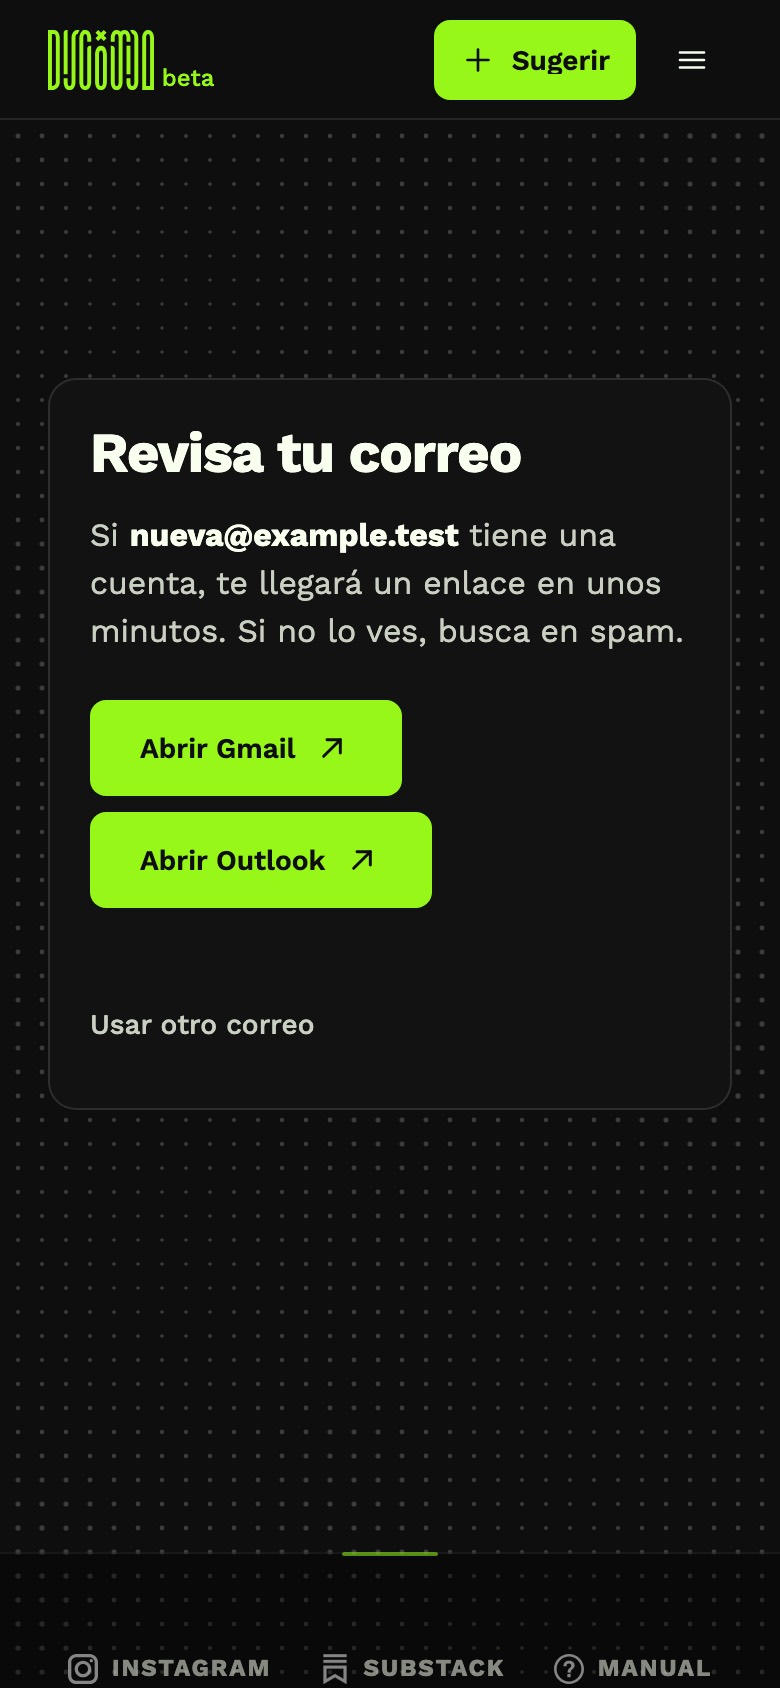 beta
Sugerir
Revisa tu correo
Si nueva@example.test tiene una
cuenta, te llegará un enlace en unos
minutos. Si no lo ves, busca en spam.
Abrir Gmail
Abrir Outlook
Usar otro correo
INSTAGRAM
SUBSTACK
MANUAL